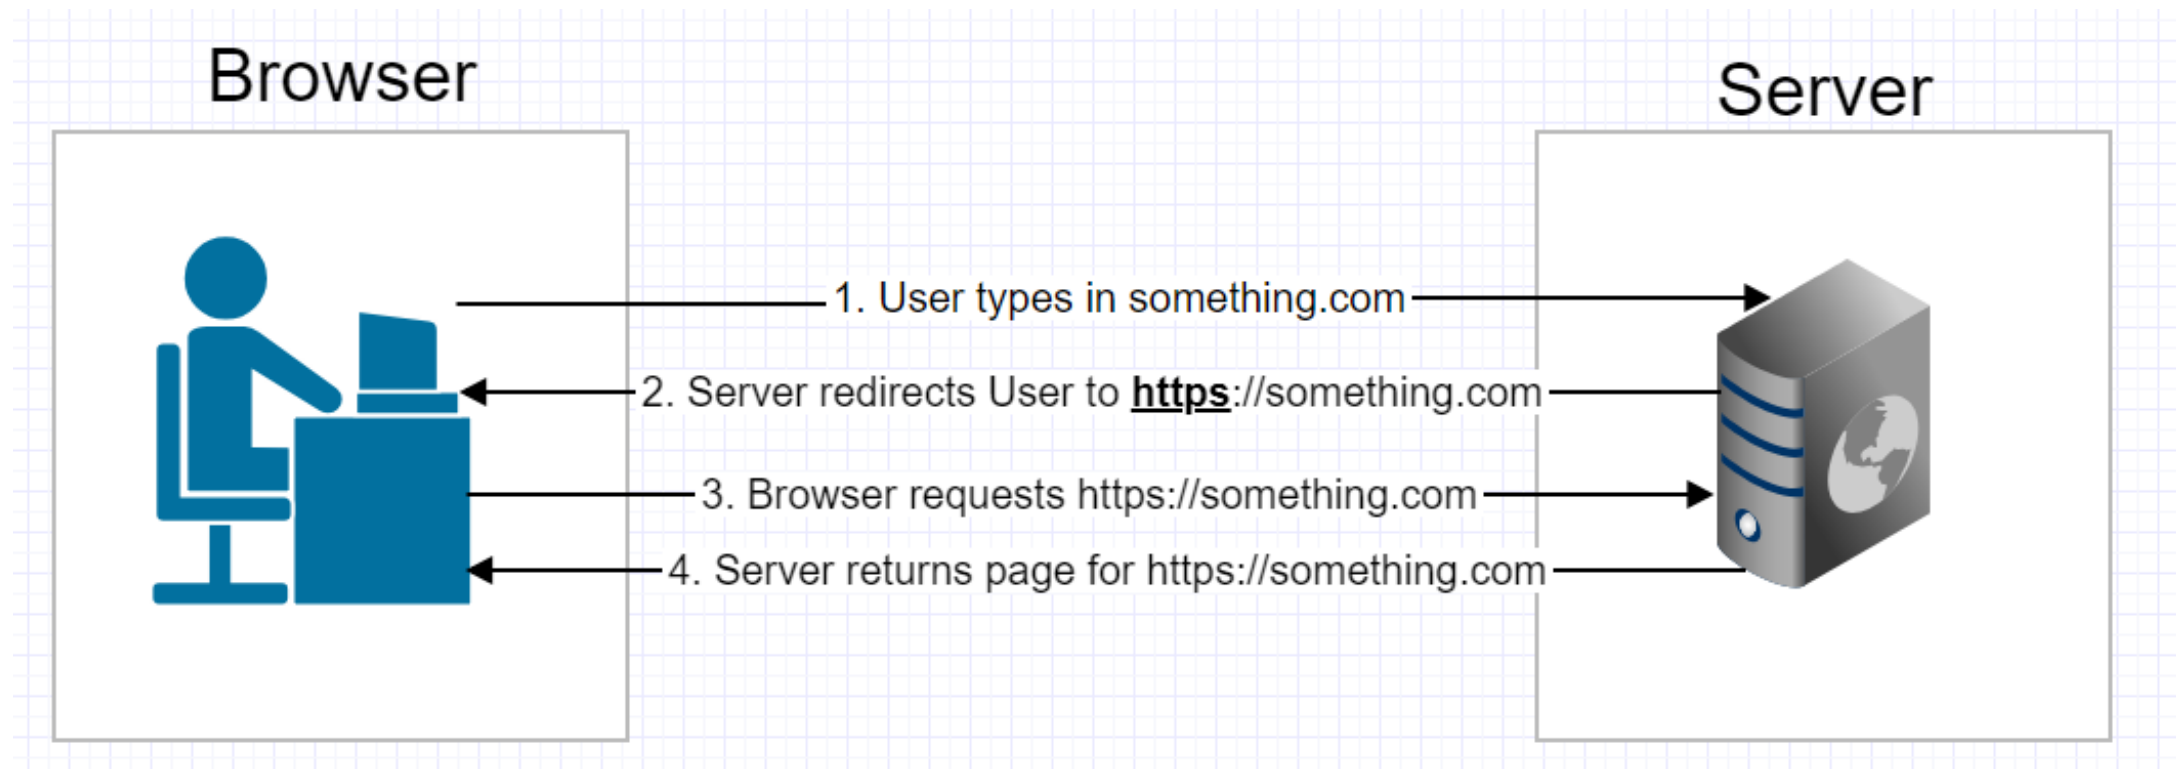 Browser
Server
1. User types in something.com
2. Server redirects User to https://something.com
3. Browser requests https://something.com
4. Server returns page for https://something.com